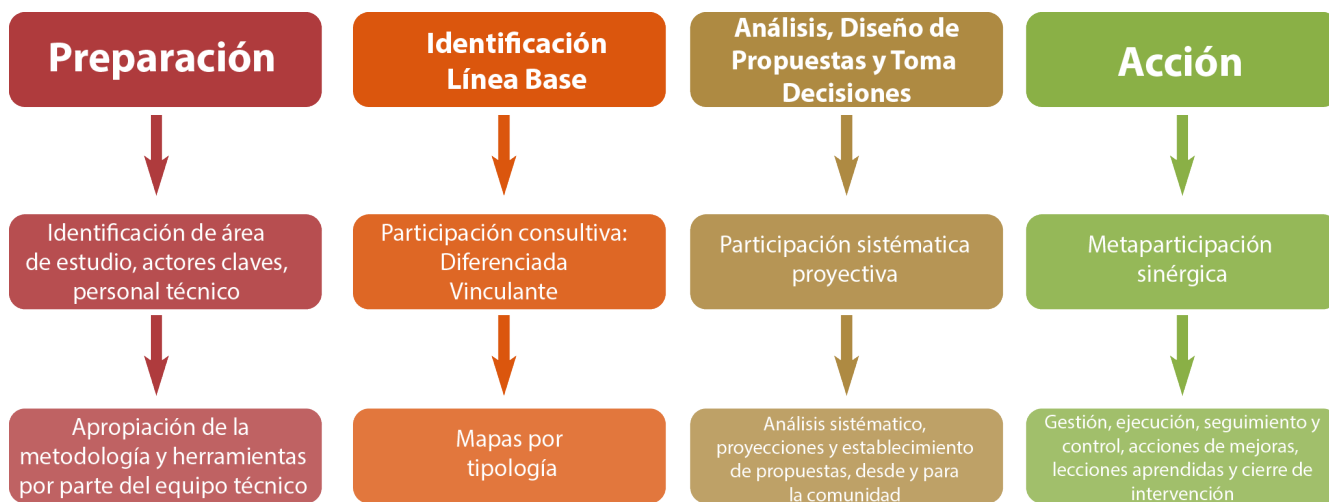 Preparación
Identificación
Línea Base
Análisis, Diseño de
Propuestas y Toma
Decisiones
Acción
Identificación de área
de estudio, actores claves,
personal técnico
Participación consultiva:
Diferenciada
Vinculante
Participación sistématica
proyectiva
Metaparticipación
sinérgica
Apropiación de la
metodología y herramientas
por parte del equipo técnico
Mapas por
tipología
Análisis sistématico,
proyecciones y establecimiento
de propuestas, desde y para
la comunidad
Gestión, ejecución, seguimiento y
control, acciones de mejoras,
lecciones aprendidas y cierre de
intervención